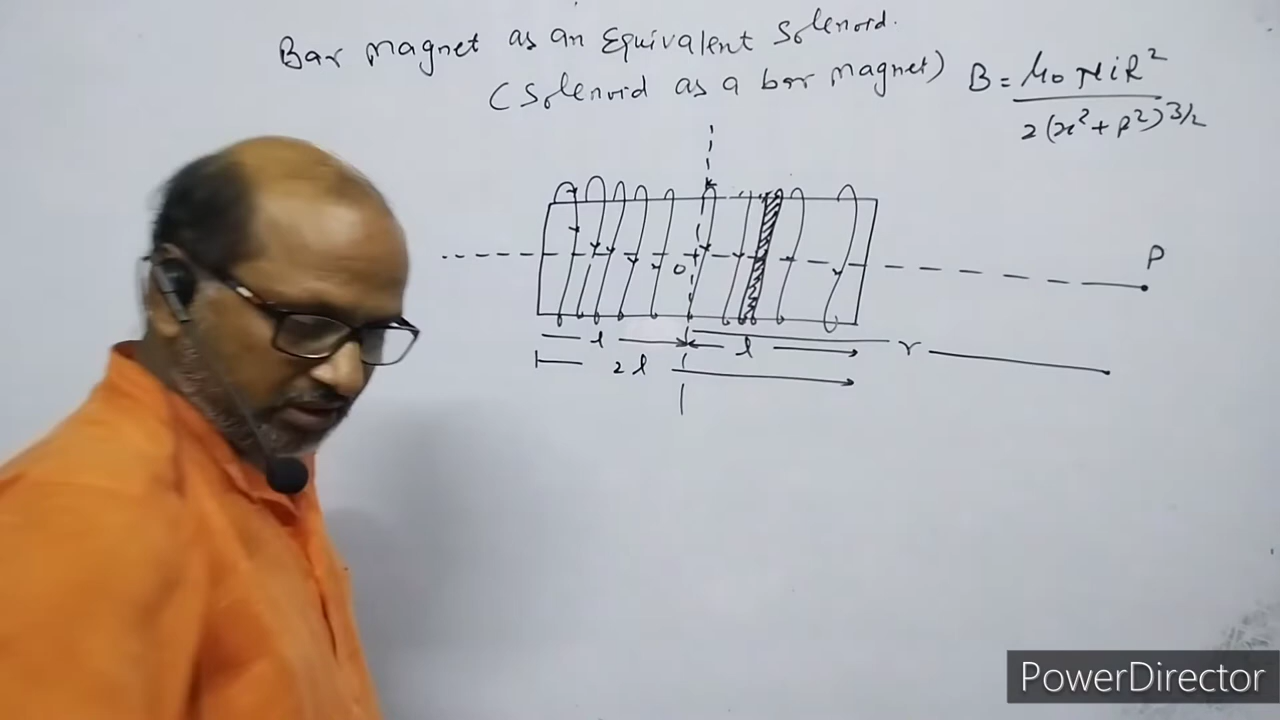 Bar magnet as an Equivalent Solenoid.
(Solenoid as a bar magnet)
B = μ₀ N i R² / 2(x² + R²)^3/2
P
O
l
l
r
2l
PowerDirector